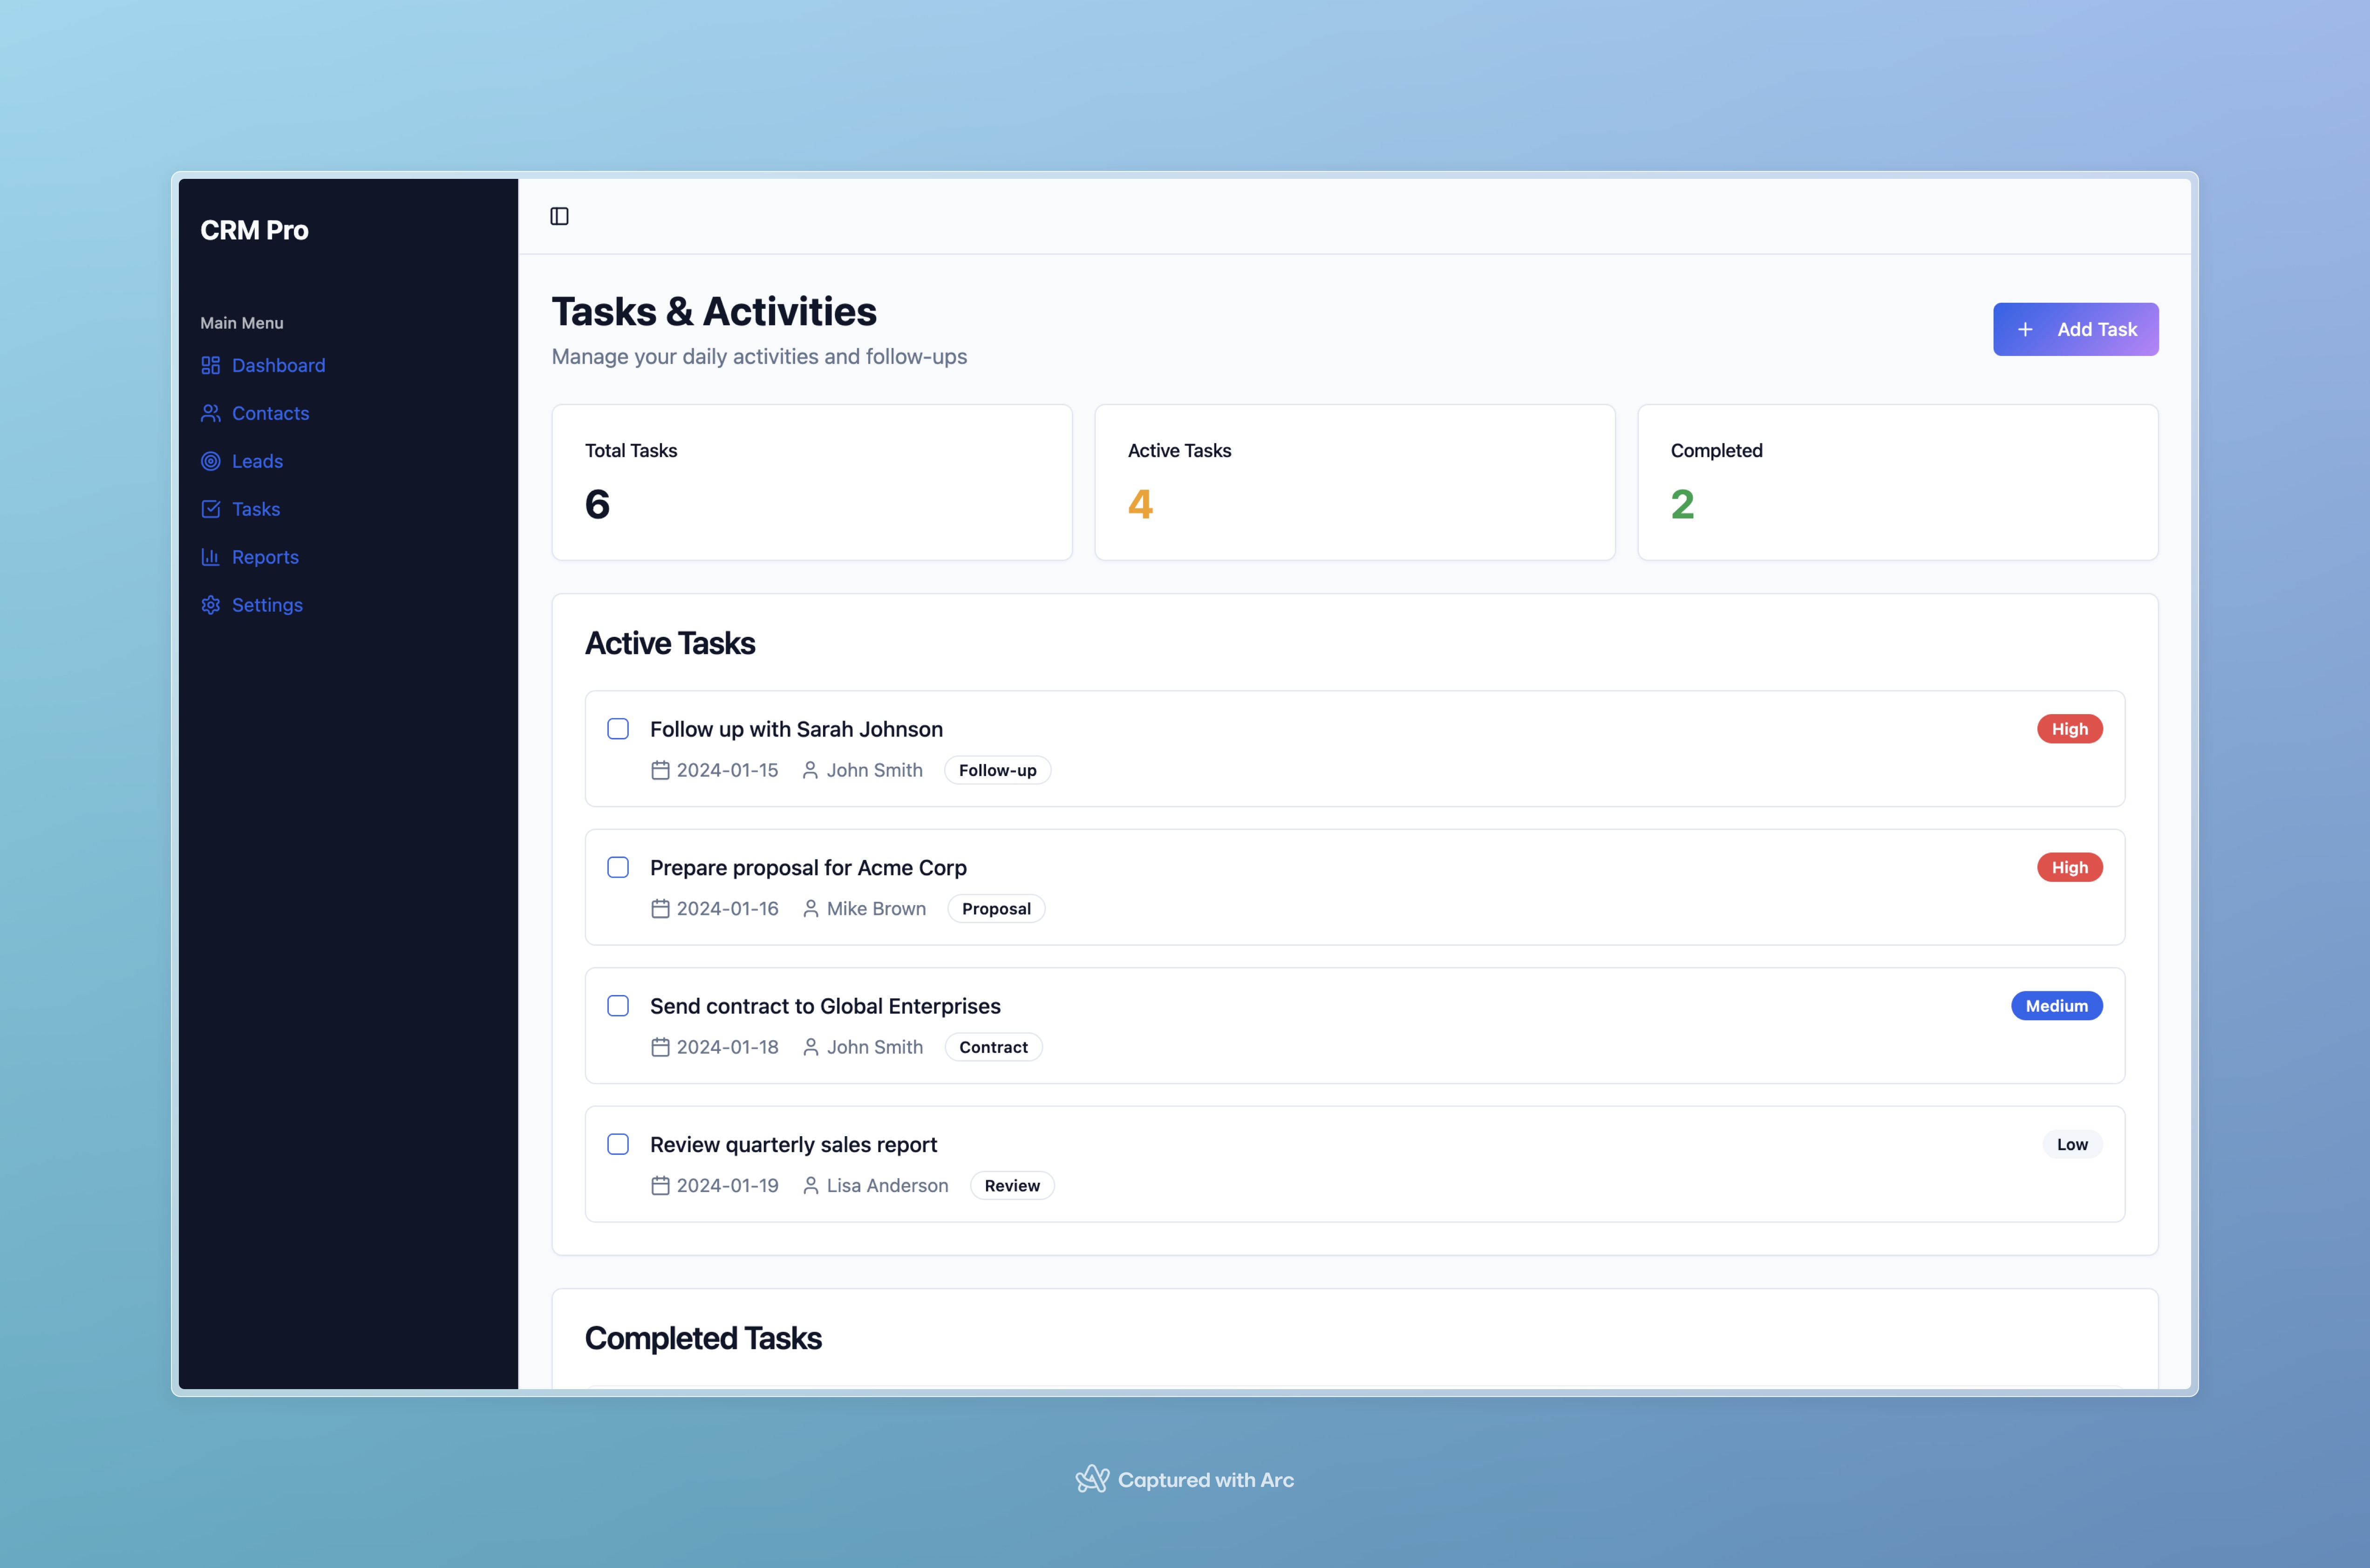 CRM Pro
Main Menu
Dashboard
Contacts
Leads
Tasks
Reports
Settings
Tasks & Activities
Manage your daily activities and follow-ups
Add Task
Total Tasks
6
Active Tasks
4
Completed
2
Active Tasks
Follow up with Sarah Johnson
High
2024-01-15 John Smith Follow-up
Prepare proposal for Acme Corp
High
2024-01-16 Mike Brown Proposal
Send contract to Global Enterprises
Medium
2024-01-18 John Smith Contract
Review quarterly sales report
Low
2024-01-19 Lisa Anderson Review
Completed Tasks
Captured with Arc